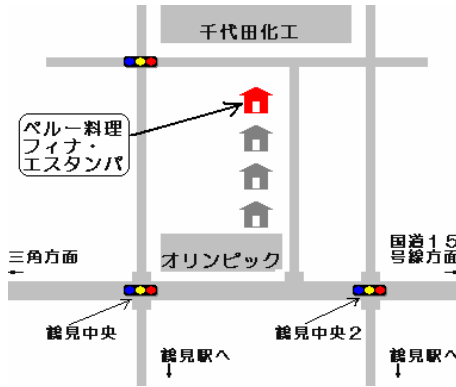 千代田化工
ペルー料理
フィナ・
エスタンパ
三角方面
オリンピック
国道１５
号線方面
鶴見中央
鶴見中央２
鶴見駅へ
鶴見駅へ